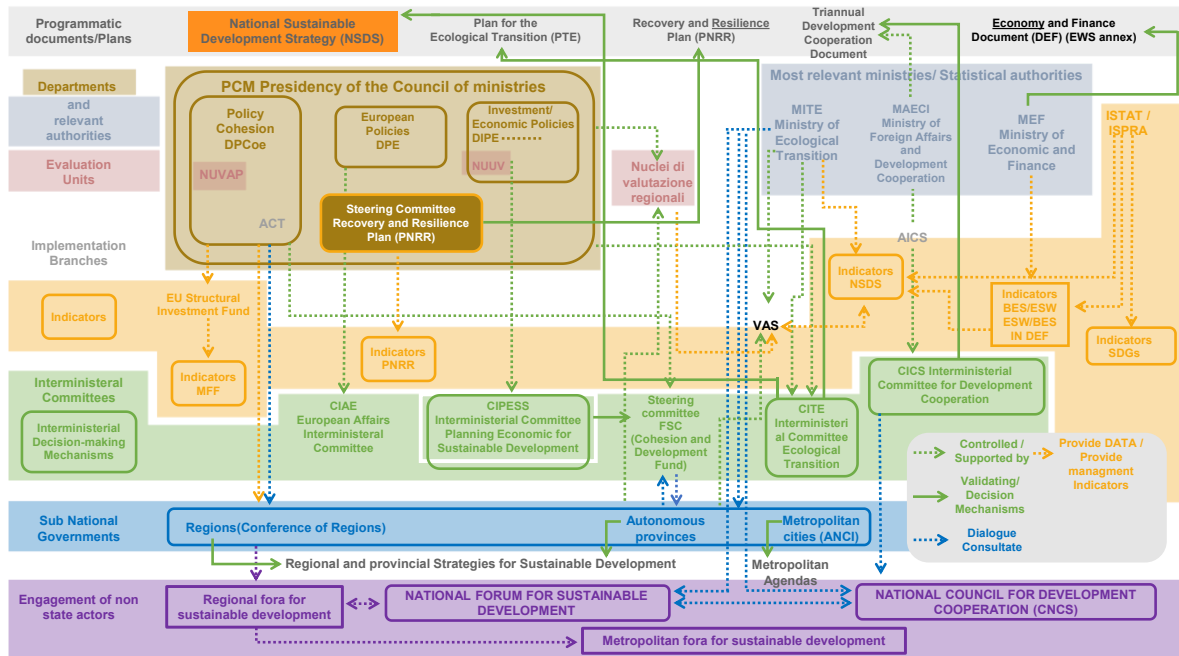 Programmatic
documents/Plans
National Sustainable
Development Strategy (NSDS)
Plan for the
Ecological Transition (PTE)
Recovery and Resilience
Plan (PNRR)
Triannual
Development
Cooperation
Document
Economy and Finance
Document (DEF) (EWS annex)
Departments
and
relevant
authorities
Evaluation
Units
PCM Presidency of the Council of ministries
Policy
Cohesion
DPCoe
NUVAP
ACT
European
Policies
DPE
Investment/
Economic Policies
DIPE
NUUV
Steering Committee
Recovery and Resilience
Plan (PNRR)
Nuclei di
valutazione
regionali
Most relevant ministries/ Statistical authorities
MITE
Ministry of
Ecological
Transition
MAECI
Ministry of
Foreign Affairs
and
Development
Cooperation
MEF
Ministry of
Economic and
Finance
ISTAT /
ISPRA
Implementation
Branches
AICS
Indicators
EU Structural
Investment Fund
Indicators
MFF
Indicators
PNRR
VAS
Indicators
NSDS
Indicators
BES/ESW
ESW/BES
IN DEF
Indicators
SDGs
Interministeral
Committees
Interministerial
Decision-making
Mechanisms
CIAE
European Affairs
Interministeral
Committee
CIPESS
Interministerial Committee
Planning Economic for
Sustainable Development
Steering
committee
FSC
(Cohesion and
Development
Fund)
CITE
Interministeri
al Committee
Ecological
Transition
CICS Interministerial
Committee for Development
Cooperation
Controlled /
Supported by
Provide DATA /
Provide
managment
Indicators
Validating/
Decision
Mechanisms
Dialogue
Consultate
Sub National
Governments
Regions(Conference of Regions)
Autonomous
provinces
Metropolitan
cities (ANCI)
Regional and provincial Strategies for Sustainable Development
Metropolitan
Agendas
Engagement of non
state actors
Regional fora for
sustainable development
NATIONAL FORUM FOR SUSTAINABLE
DEVELOPMENT
NATIONAL COUNCIL FOR DEVELOPMENT
COOPERATION (CNCS)
Metropolitan fora for sustainable development